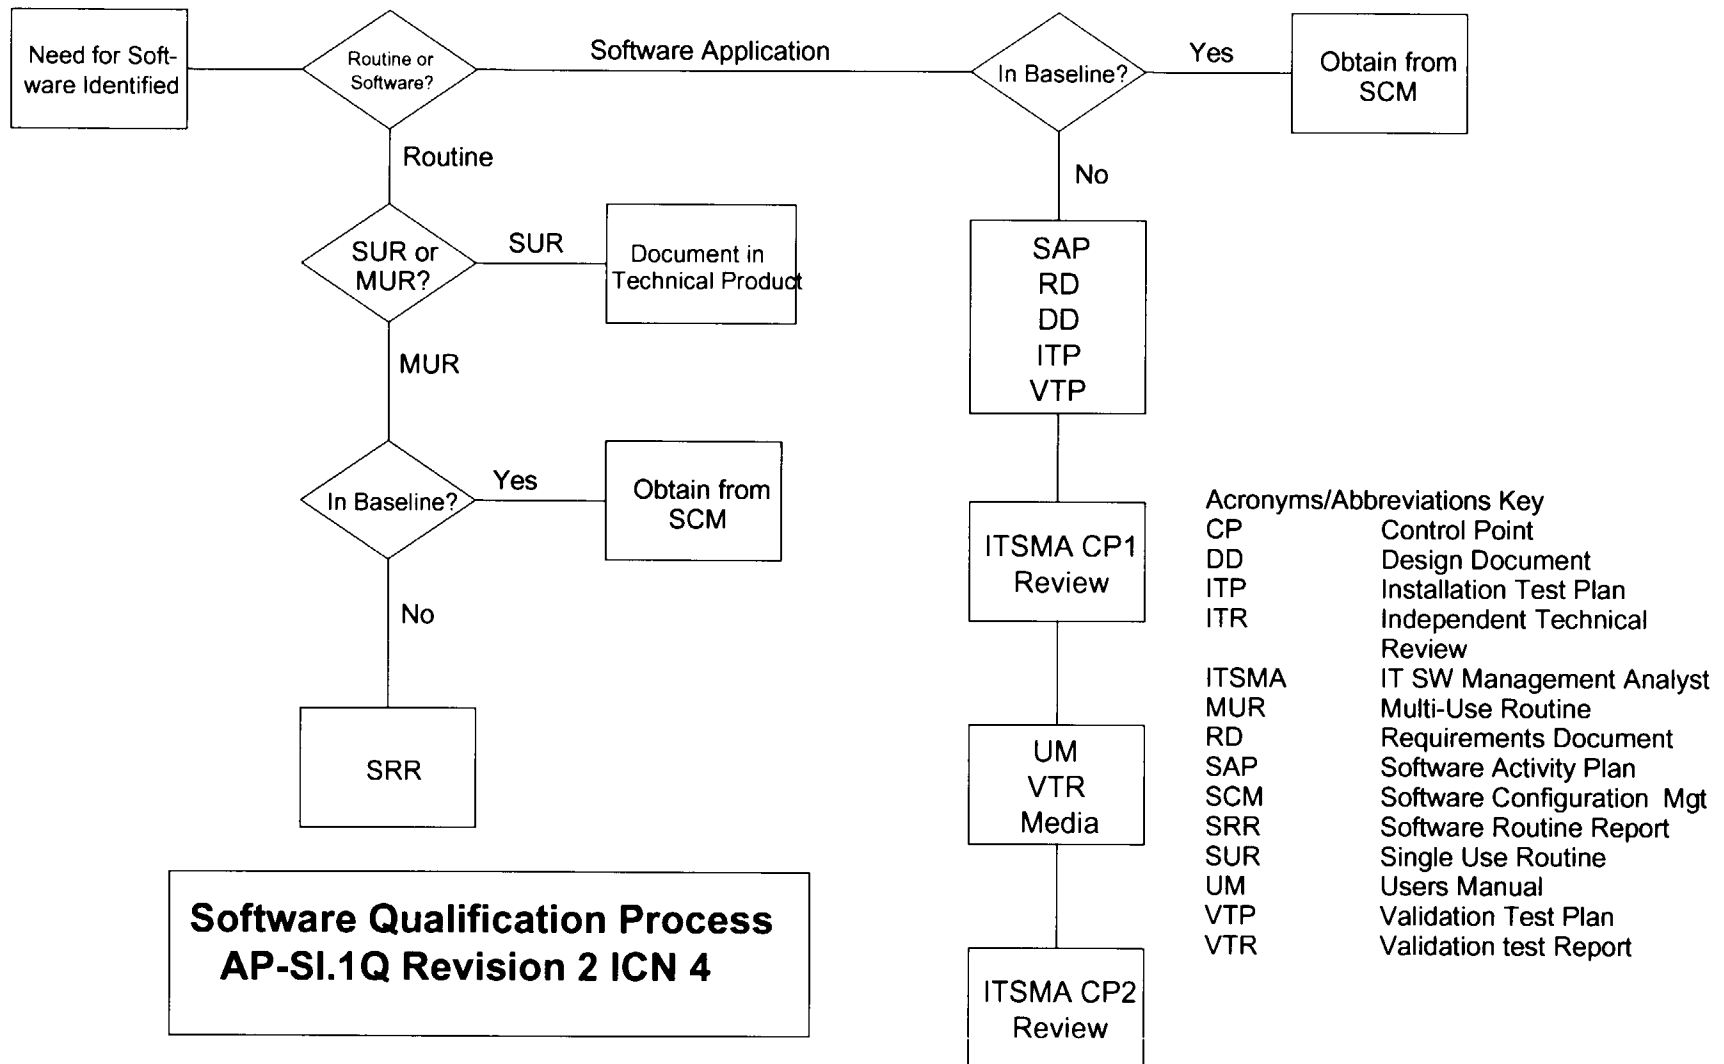 Need for Soft-
ware Identified
Routine or
Software?
Software Application
In Baseline?
Yes
Obtain from
SCM
Routine
No
SUR or
MUR?
SUR
Document in
Technical Product
SAP
RD
DD
ITP
VTP
MUR
In Baseline?
Yes
Obtain from
SCM
ITSMA CP1
Review
No
SRR
UM
VTR
Media
ITSMA CP2
Review
Acronyms/Abbreviations Key
CP Control Point
DD Design Document
ITP Installation Test Plan
ITR Independent Technical
Review
ITSMA IT SW Management Analyst
MUR Multi-Use Routine
RD Requirements Document
SAP Software Activity Plan
SCM Software Configuration Mgt
SRR Software Routine Report
SUR Single Use Routine
UM Users Manual
VTP Validation Test Plan
VTR Validation test Report
Software Qualification Process
AP-SI.1Q Revision 2 ICN 4